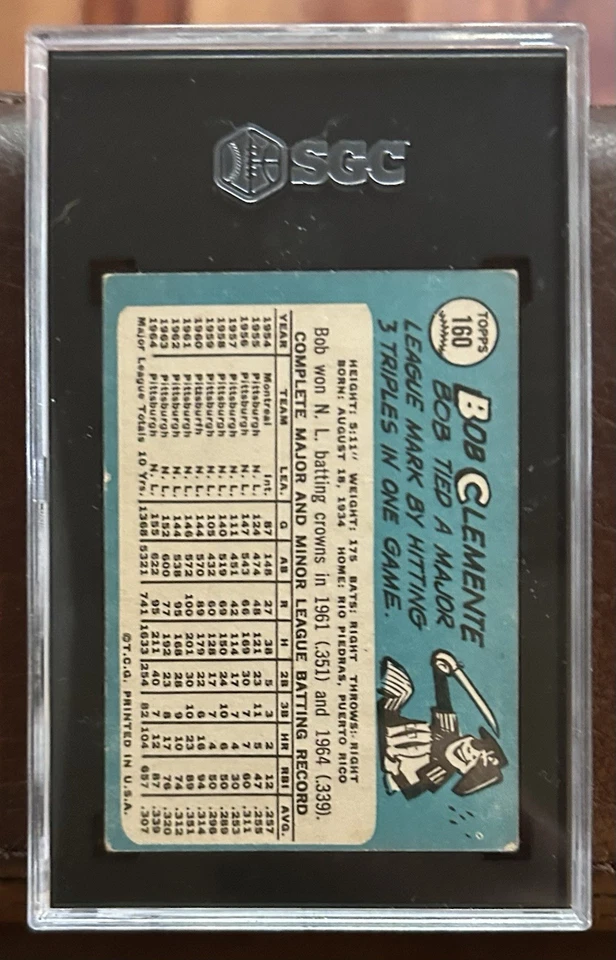 SGC
TOPPS
160
BOB CLEMENTE
BOB TIED A MAJOR
LEAGUE MARK BY HITTING
3 TRIPLES IN ONE GAME.
HEIGHT: 5:11" WEIGHT: 175 BATS: RIGHT THROWS: RIGHT
BORN: AUGUST 18, 1934 HOME: RIO PIEDRAS, PUERTO RICO
Bob won N. L. batting crowns in 1961 (.351) and 1964 (.339).
COMPLETE MAJOR AND MINOR LEAGUE BATTING RECORD
YEAR TEAM LEA. G AB R H 2B 3B HR RBI AVG.
1954 Montreal Int. 87 148 27 38 5 3 2 12 .257
1955 Pittsburgh N. L. 124 474 48 121 23 11 5 47 .255
1956 Pittsburgh N. L. 147 543 66 169 30 7 7 60 .311
1957 Pittsburgh N. L. 111 451 42 114 17 7 4 30 .253
1958 Pittsburgh N. L. 140 519 69 150 24 10 6 50 .289
1959 Pittsburgh N. L. 105 432 60 128 17 7 4 50 .296
1960 Pittsburgh N. L. 144 570 89 179 22 6 16 94 .314
1961 Pittsburgh N. L. 146 572 100 201 30 10 23 89 .351
1962 Pittsburgh N. L. 144 538 95 168 28 9 10 74 .312
1963 Pittsburgh N. L. 152 600 77 192 23 8 17 76 .320
1964 Pittsburgh N. L. 155 622 95 211 40 7 12 87 .339
Major League Totals 10 Yrs. 1368 5321 741 1633 254 82 104 657 .307
©T.C.G. PRINTED IN U.S.A.